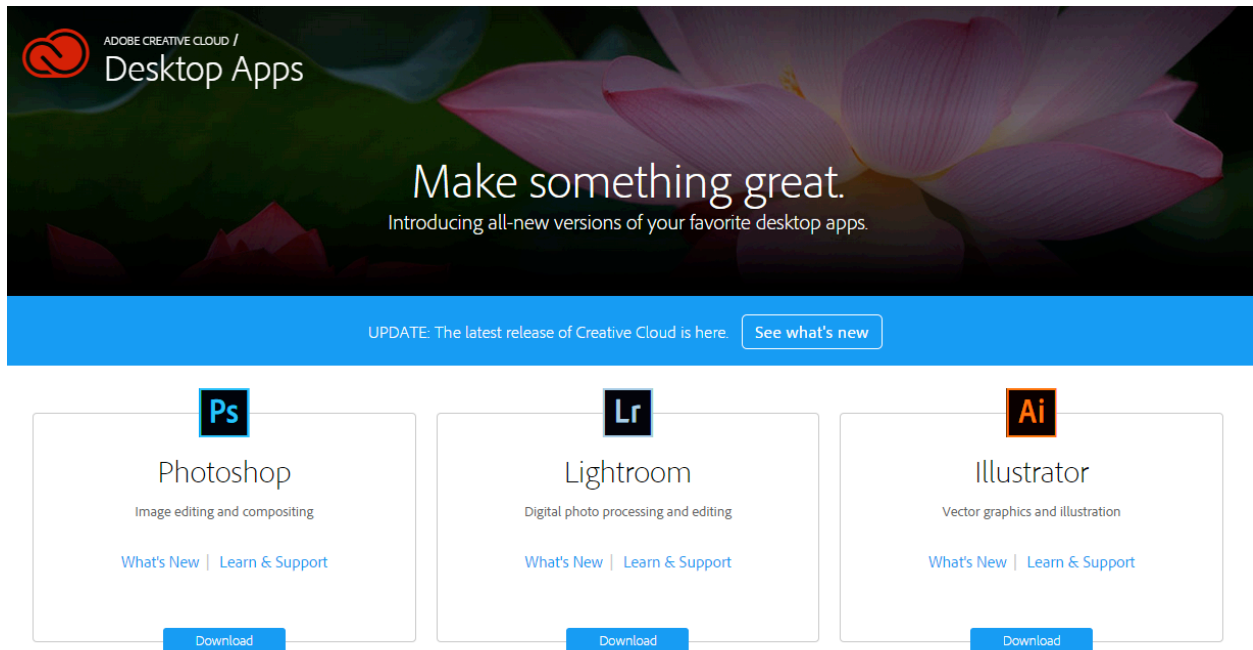 ADOBE CREATIVE CLOUD /
Desktop Apps
Make something great.
Introducing all-new versions of your favorite desktop apps.
UPDATE: The latest release of Creative Cloud is here. See what's new
Ps
Photoshop
Image editing and compositing
What's New | Learn & Support
Download
Lr
Lightroom
Digital photo processing and editing
What's New | Learn & Support
Download
Ai
Illustrator
Vector graphics and illustration
What's New | Learn & Support
Download